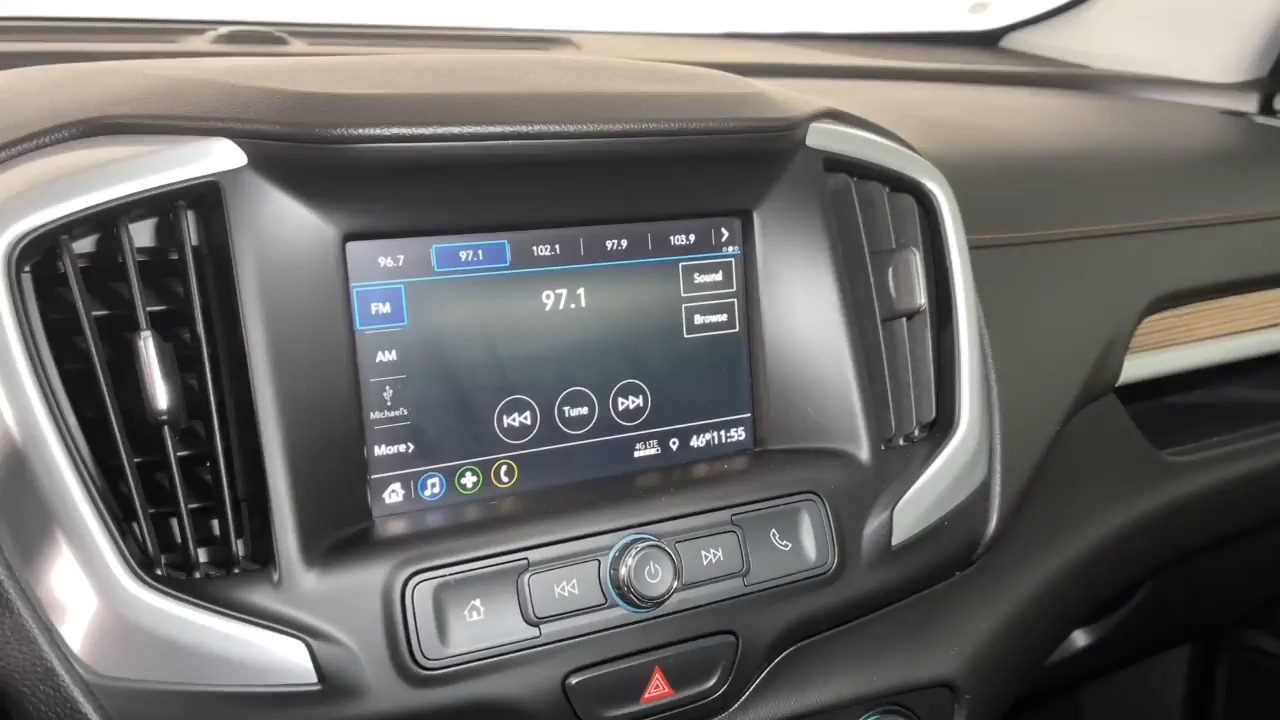 96.7 97.1 102.1 97.9 103.9
FM
97.1
Sound
Browse
AM
Michael's
Tune
More
4G LTE
46° 11:55